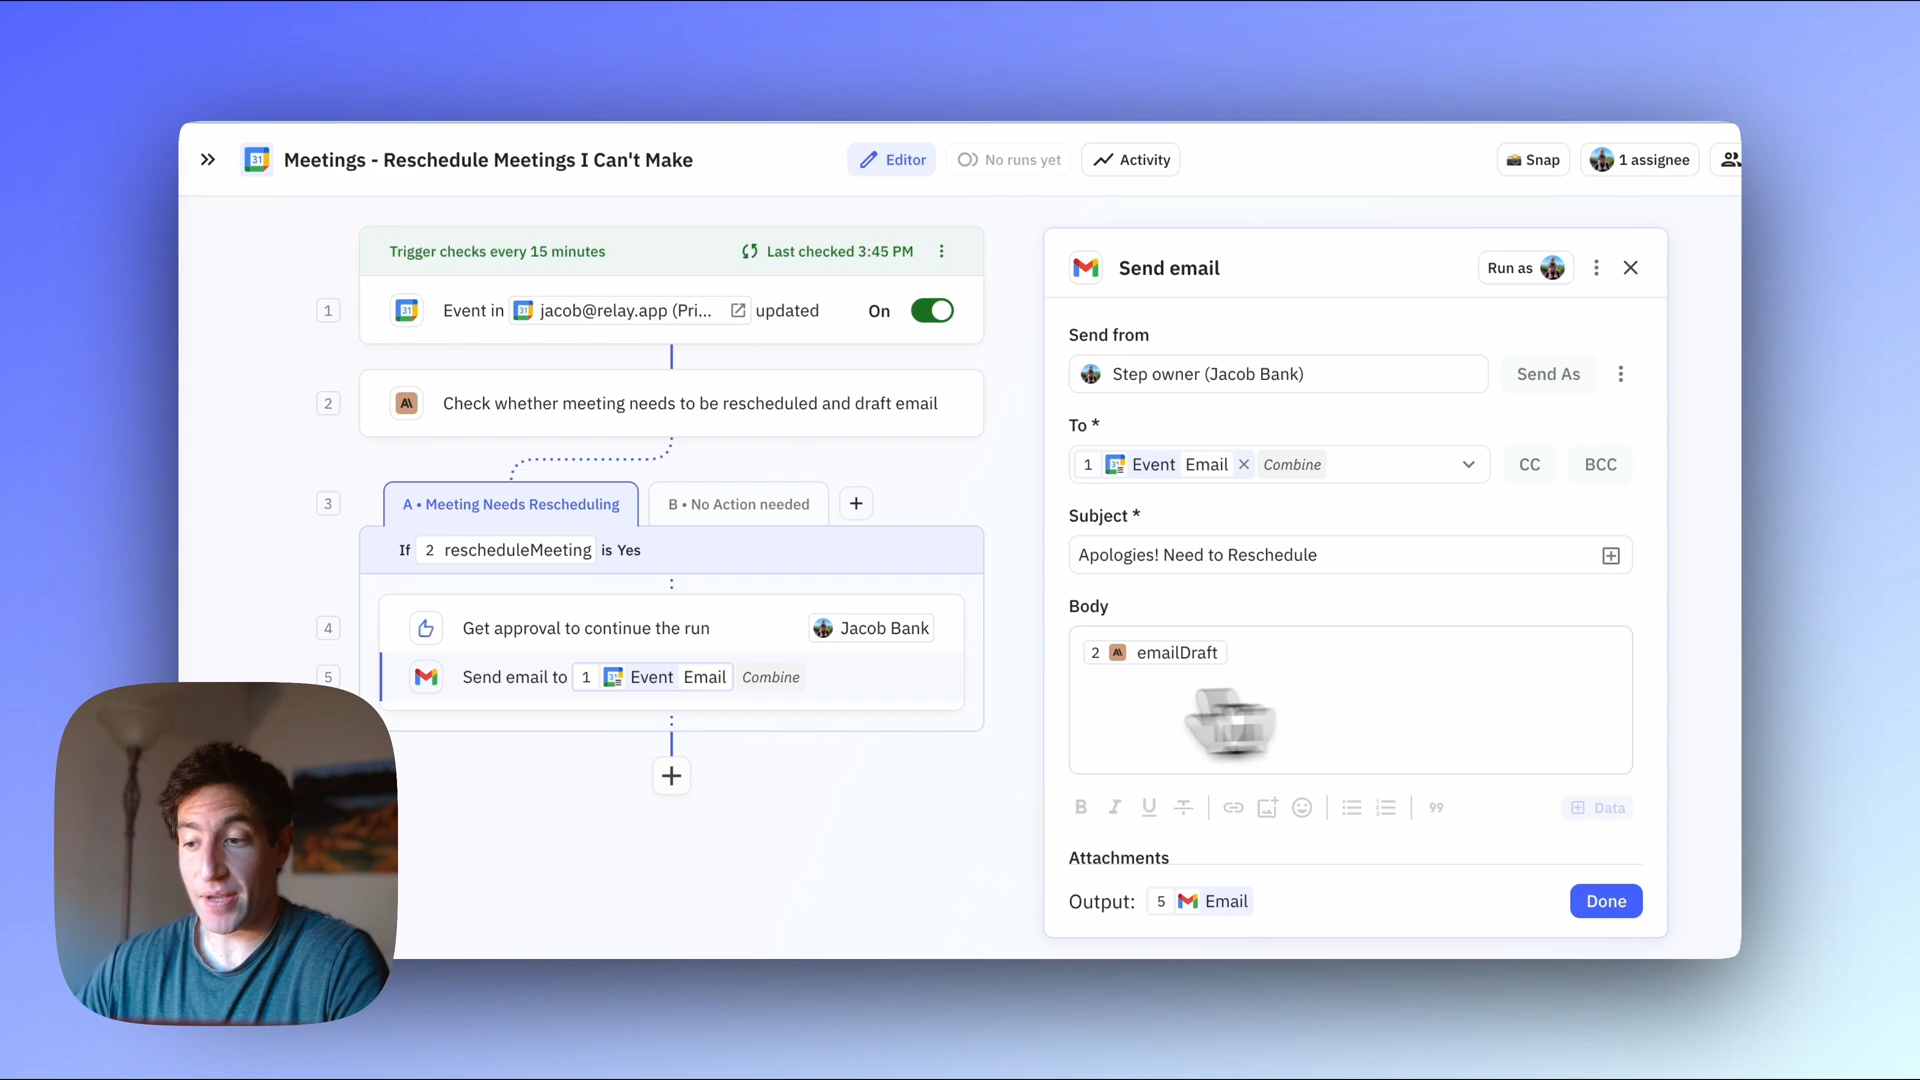 Meetings - Reschedule Meetings I Can't Make
Editor
No runs yet
Activity
Snap
1 assignee
Trigger checks every 15 minutes
Last checked 3:45 PM
1
31
Event in 31 jacob@relay.app (Pri... updated
On
2
Check whether meeting needs to be rescheduled and draft email
3
A • Meeting Needs Rescheduling
B • No Action needed
If 2 rescheduleMeeting is Yes
4
Get approval to continue the run
Jacob Bank
5
Send email to 1 31 Event Email Combine
Send email
Run as
Send from
Step owner (Jacob Bank)
Send As
To *
1 31 Event Email Combine
CC
BCC
Subject *
Apologies! Need to Reschedule
Body
2 emailDraft
Data
Attachments
Output: 5 Email
Done